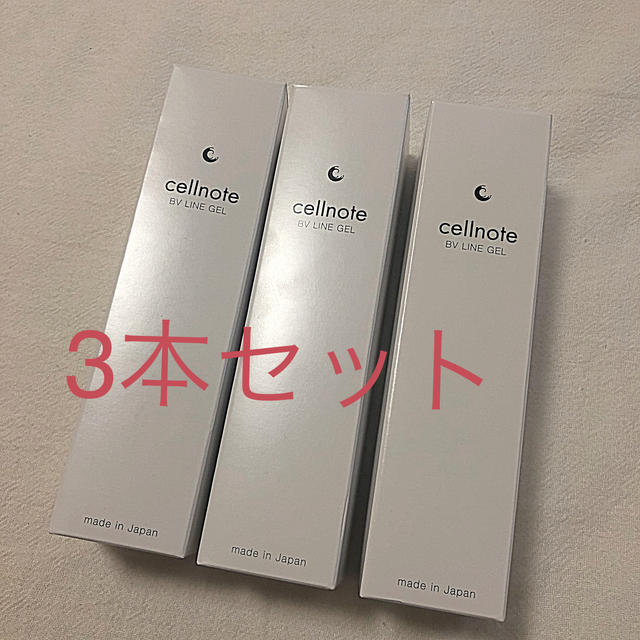 cellnote
BV LINE GEL
cellnote
BV LINE GEL
cellnote
BV LINE GEL
3本セット
made in Japan
made in Japan
made in Japan